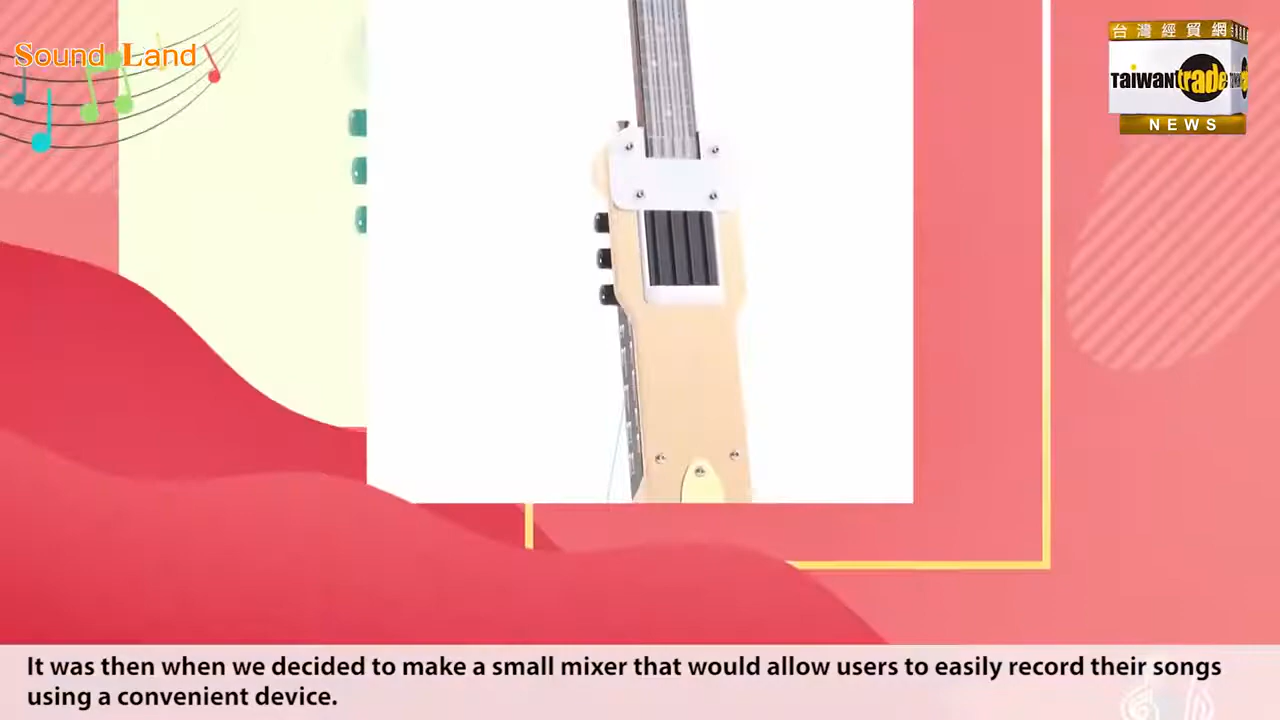 Sound Land
台灣經貿網
TAIWANTRADE
NEWS
It was then when we decided to make a small mixer that would allow users to easily record their songs
using a convenient device.